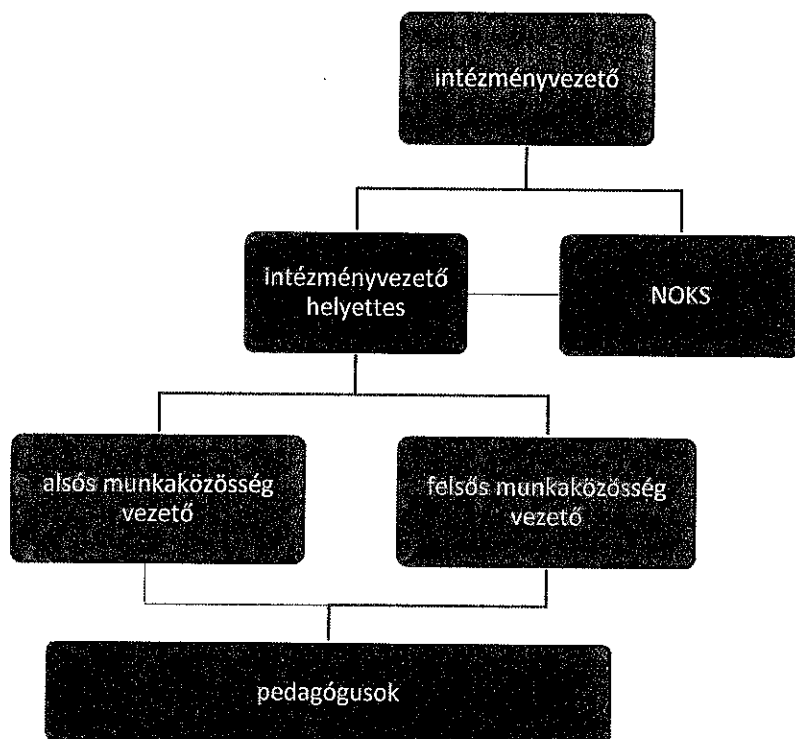 intézményvezető
intézményvezető
helyettes
NOKS
alsós munkaközösség
vezető
felsős munkaközösség
vezető
pedagógusok